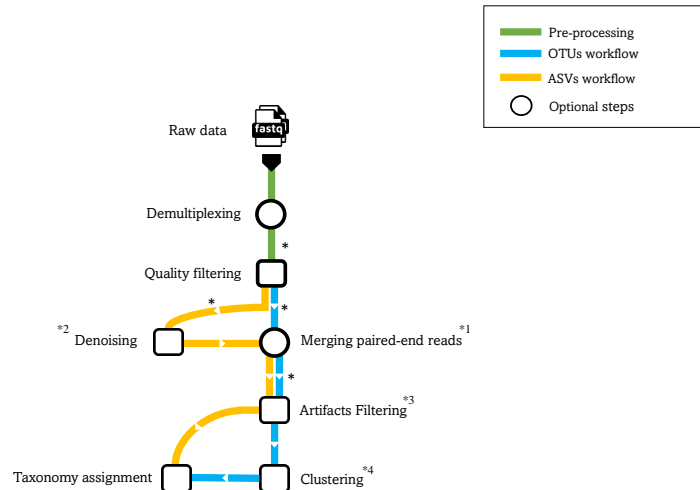 Pre-processing
OTUs workflow
ASVs workflow
Optional steps
Raw data
fastq
Demultiplexing
*
Quality filtering
*
*
*2 Denoising
Merging paired-end reads*1
*
Artifacts Filtering*3
Taxonomy assignment
Clustering*4